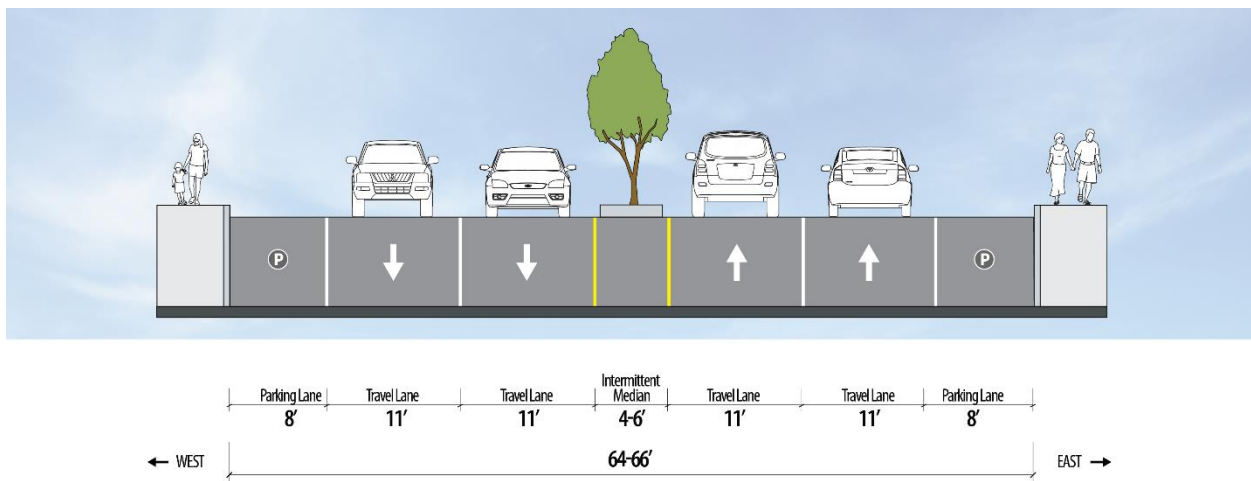 P
P
Parking Lane
8′
Travel Lane
11′
Travel Lane
11′
Intermittent
Median
4-6′
Travel Lane
11′
Travel Lane
11′
Parking Lane
8′
← WEST
64-66′
EAST →